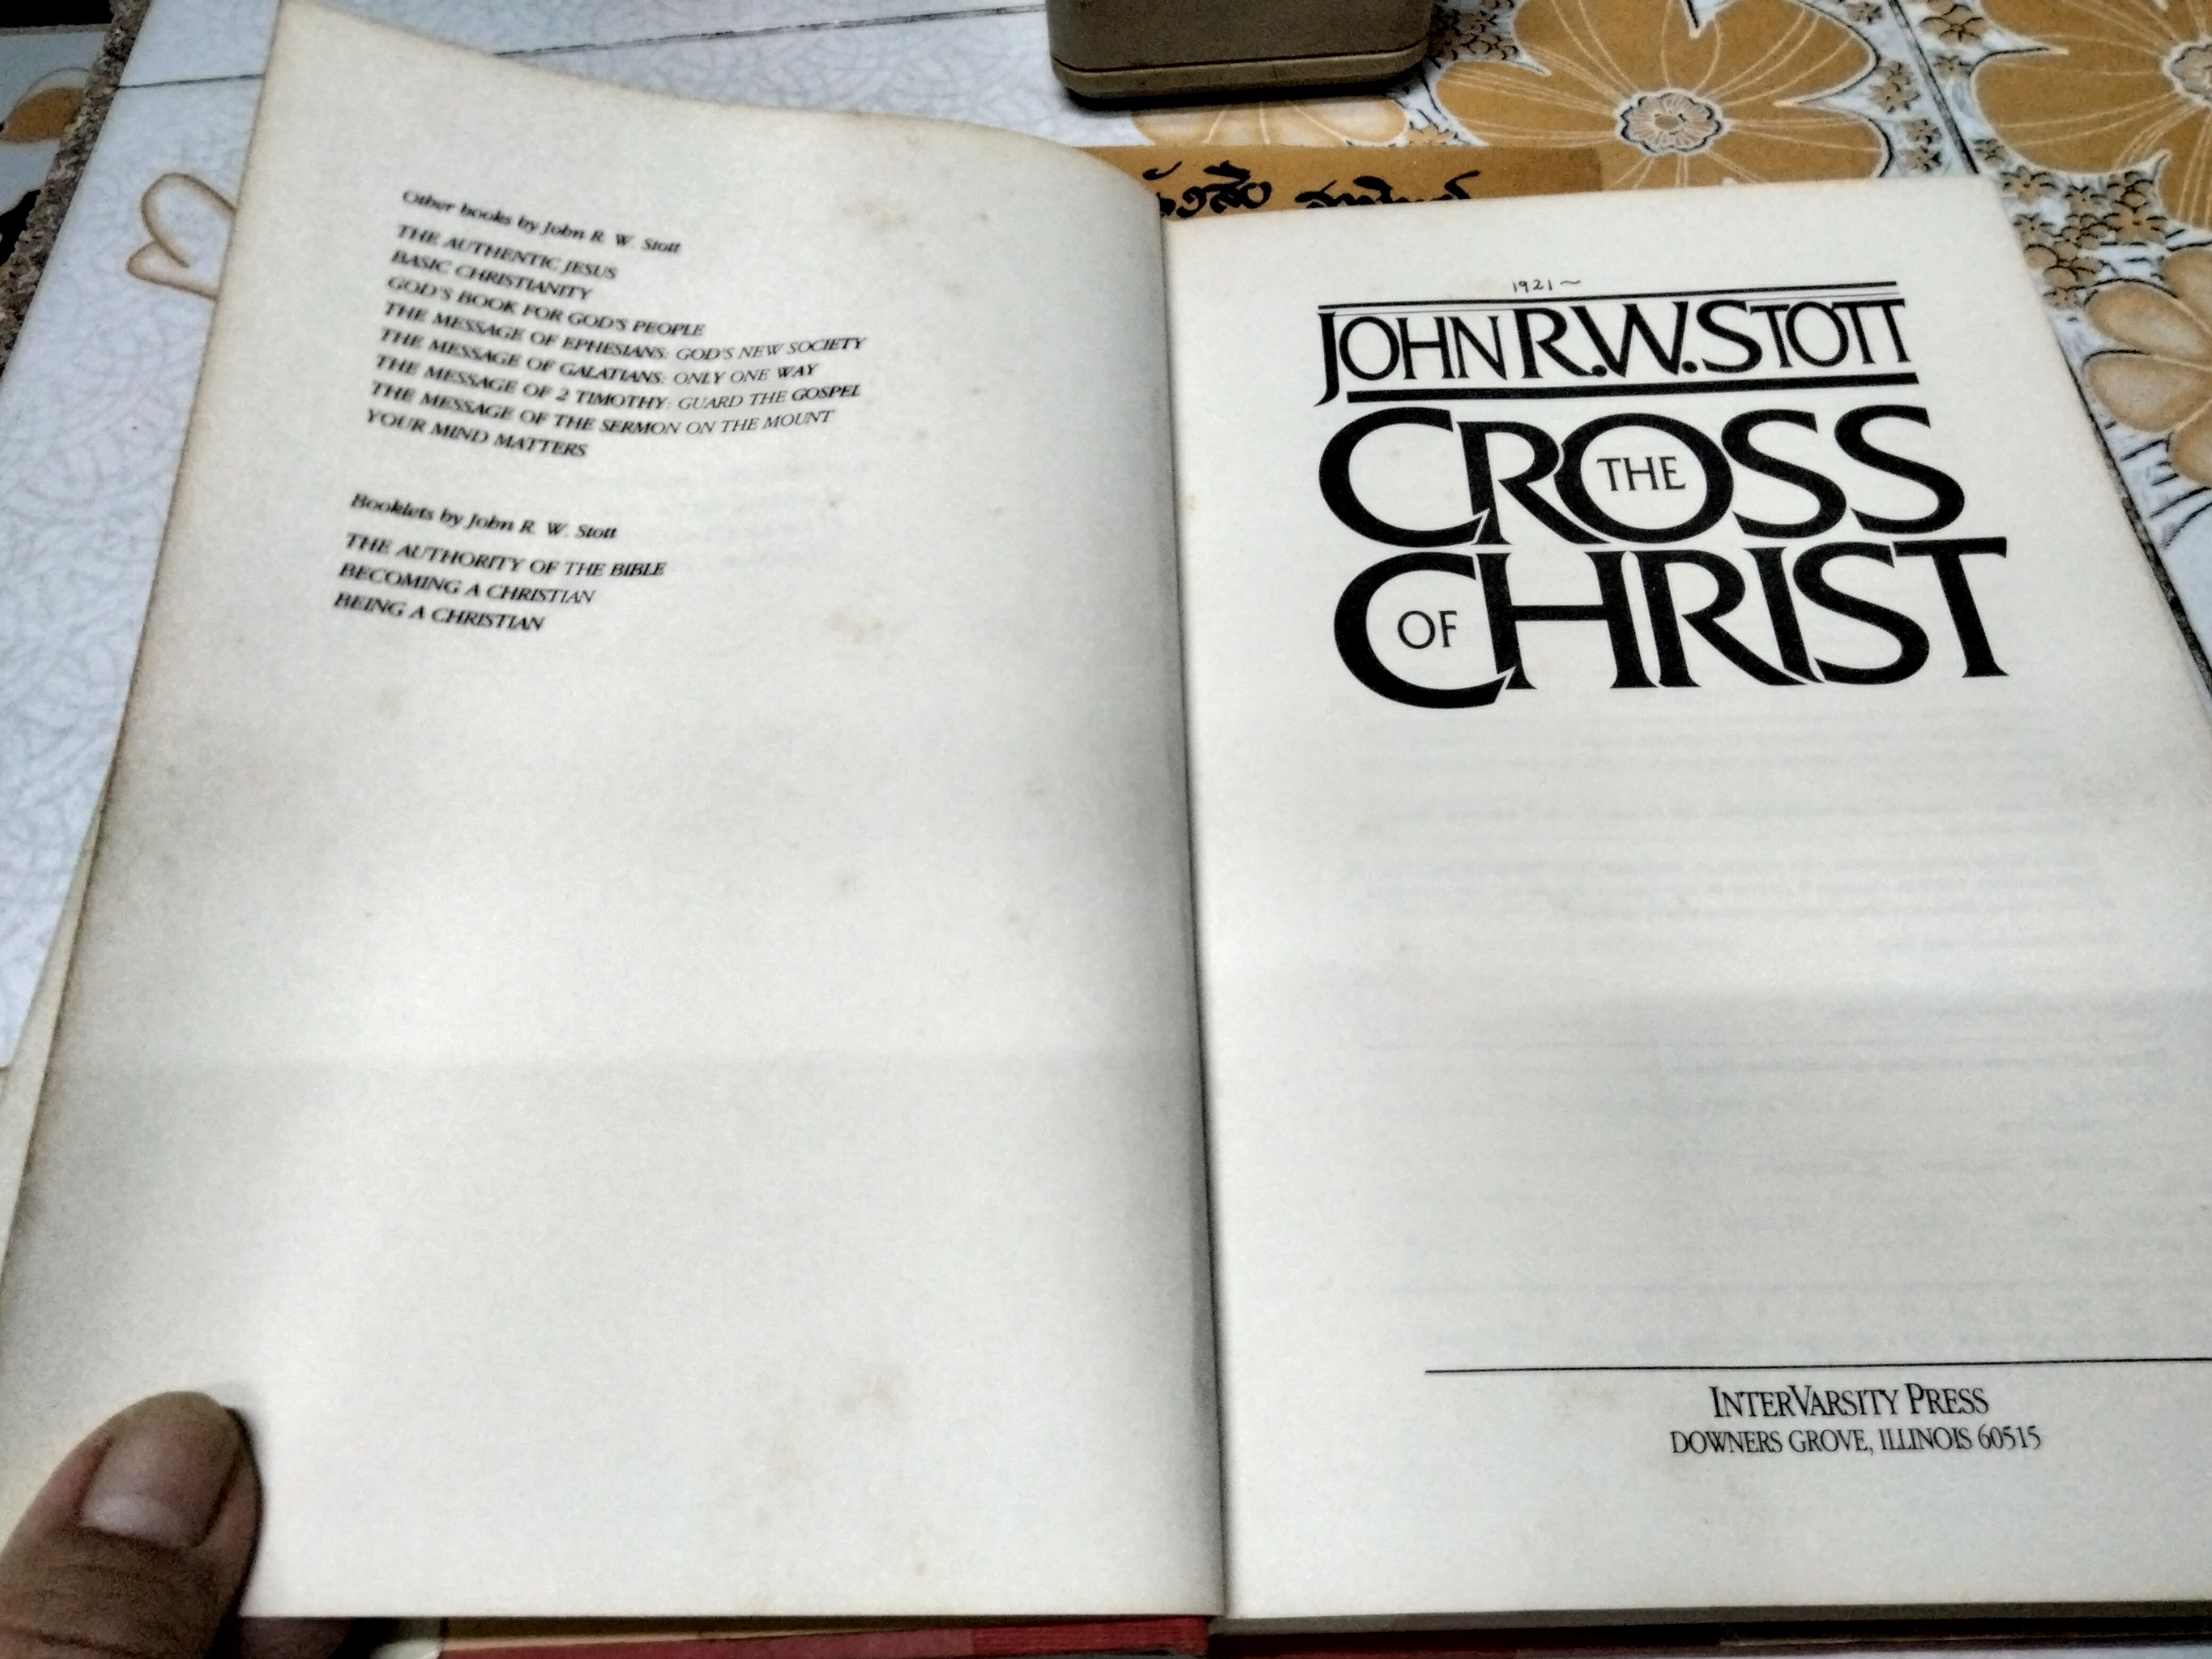 Other books by John R. W. Stott
THE AUTHENTIC JESUS
BASIC CHRISTIANITY
GOD'S BOOK FOR GOD'S PEOPLE
THE MESSAGE OF EPHESIANS: GOD'S NEW SOCIETY
THE MESSAGE OF GALATIANS: ONLY ONE WAY
THE MESSAGE OF 2 TIMOTHY: GUARD THE GOSPEL
THE MESSAGE OF THE SERMON ON THE MOUNT
YOUR MIND MATTERS
Booklets by John R. W. Stott
THE AUTHORITY OF THE BIBLE
BECOMING A CHRISTIAN
BEING A CHRISTIAN
1921~
JOHN R.W. STOTT
THE CROSS
OF CHRIST
INTERVARSITY PRESS
DOWNERS GROVE, ILLINOIS 60515